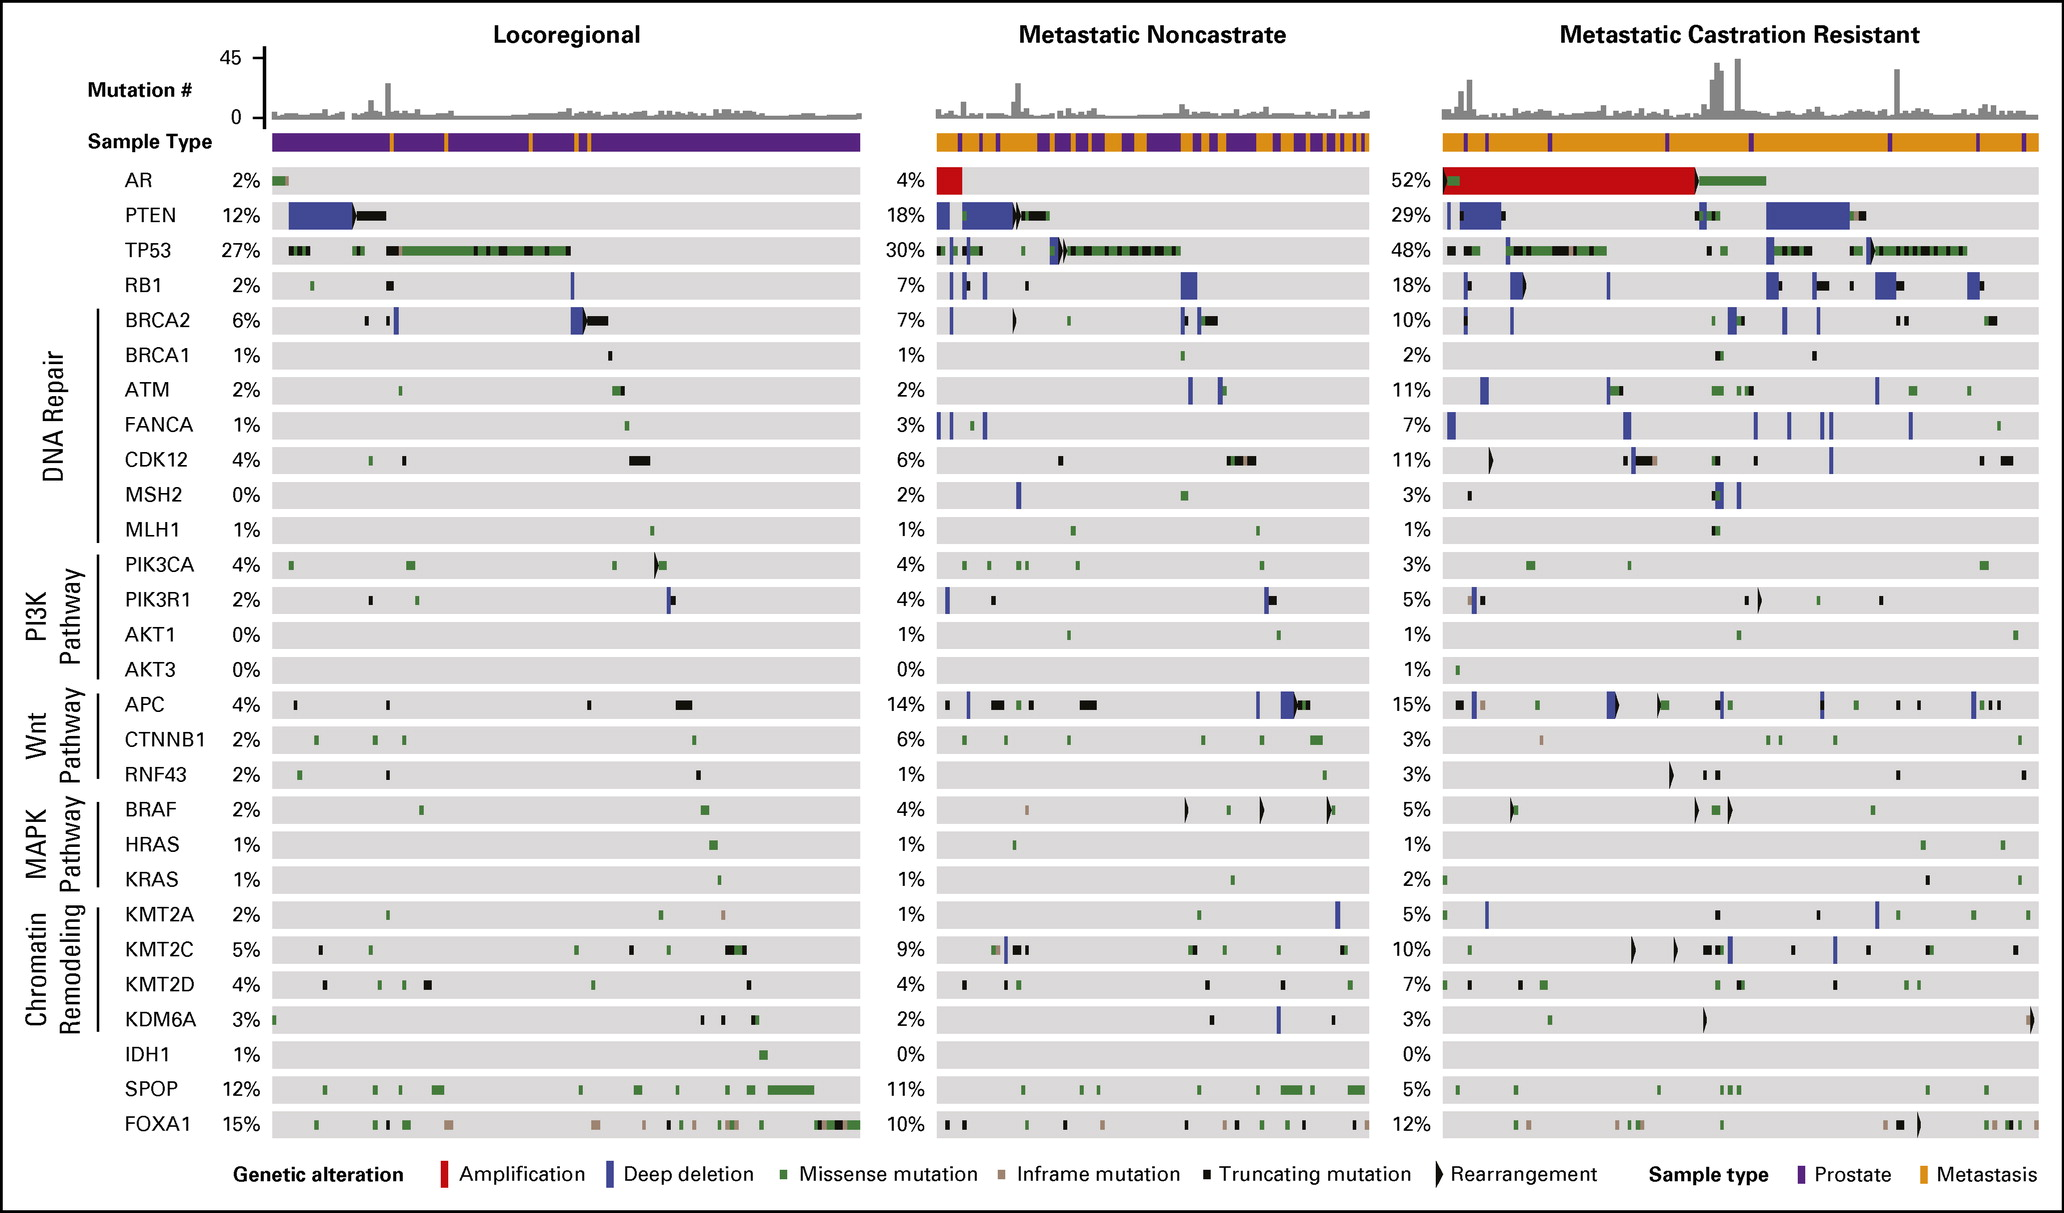 Locoregional Metastatic Noncastrate Metastatic Castration Resistant
45
Mutation #
0
Sample Type
AR 2% 4% 52%
PTEN 12% 18% 29%
TP53 27% 30% 48%
RB1 2% 7% 18%
DNA Repair
BRCA2 6% 7% 10%
BRCA1 1% 1% 2%
ATM 2% 2% 11%
FANCA 1% 3% 7%
CDK12 4% 6% 11%
MSH2 0% 2% 3%
MLH1 1% 1% 1%
PI3K
Pathway
PIK3CA 4% 4% 3%
PIK3R1 2% 4% 5%
AKT1 0% 1% 1%
AKT3 0% 0% 1%
Wnt
Pathway
APC 4% 14% 15%
CTNNB1 2% 6% 3%
RNF43 2% 1% 3%
MAPK
Pathway
BRAF 2% 4% 5%
HRAS 1% 1% 1%
KRAS 1% 1% 2%
Chromatin
Remodeling
KMT2A 2% 1% 5%
KMT2C 5% 9% 10%
KMT2D 4% 4% 7%
KDM6A 3% 2% 3%
IDH1 1% 0% 0%
SPOP 12% 11% 5%
FOXA1 15% 10% 12%
Genetic alteration Amplification Deep deletion Missense mutation Inframe mutation Truncating mutation Rearrangement Sample type Prostate Metastasis